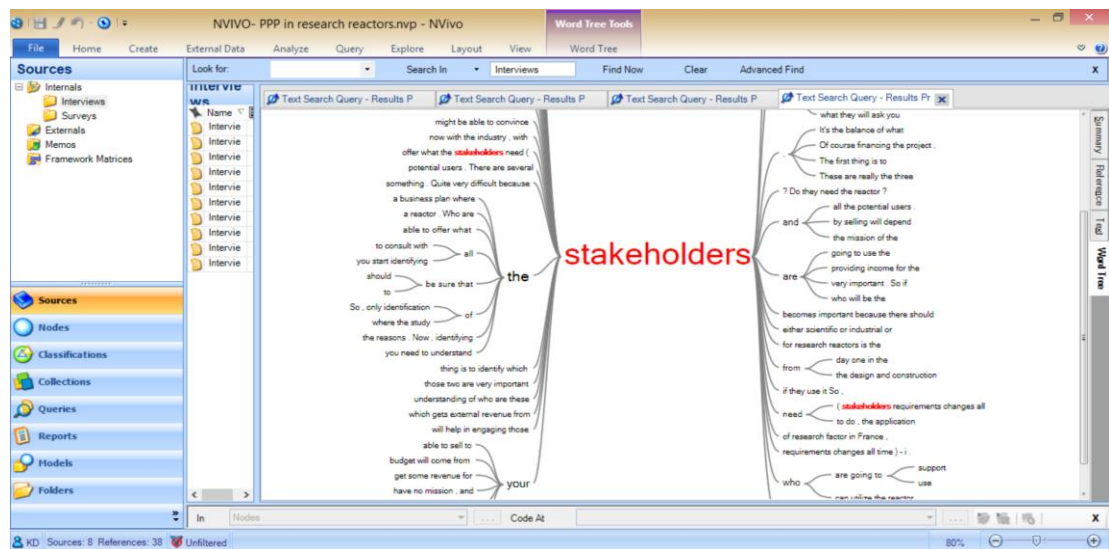 NVIVO- PPP in research reactors.nvp - NVivo
Word Tree Tools
File Home Create External Data Analyze Query Explore Layout View Word Tree
Sources
Look for: Search In Interviews Find Now Clear Advanced Find x
Internals
Interviews
Surveys
Externals
Memos
Framework Matrices
Interviews
Name
Intervie
Intervie
Intervie
Intervie
Intervie
Intervie
Intervie
Intervie
Intervie
Intervie
Text Search Query - Results P
Text Search Query - Results P
Text Search Query - Results P
Text Search Query - Results Pr
might be able to convince
now with the industry . with
offer what the stakeholders need (
potential users . There are several
something . Quite very difficult because
a business plan where
a reactor . Who are
able to offer what
to consult with
you start identifying
all
should
to
be sure that
So , only identification
where the study
of
the reasons . Now , identifying
you need to understand
the
thing is to identify which
those two are very important
understanding of who are these
which gets external revenue from
will help in engaging those
able to sell to
budget will come from
get some revenue for
have no mission , and
your
stakeholders
what they will ask you
It's the balance of what
Of course financing the project ,
The first thing is to
These are really the three
.
? Do they need the reactor ?
and
all the potential users .
by selling will depend
the mission of the
are
going to use the
providing income for the
very important . So if
who will be the
becomes important because there should
either scientific or industrial or
for research reactors is the
from
day one in the
the design and construction
if they use it So ,
need
( stakeholders requirements changes all
to do , the application
of research factor in France ,
requirements changes all time ) - i .
who
are going to
support
use
can utilize the reactor
Summary
Reference
Text
Word Tree
Sources
Nodes
Classifications
Collections
Queries
Reports
Models
Folders
In Nodes ... Code At ... x
KD Sources: 8 References: 38 Unfiltered 80%